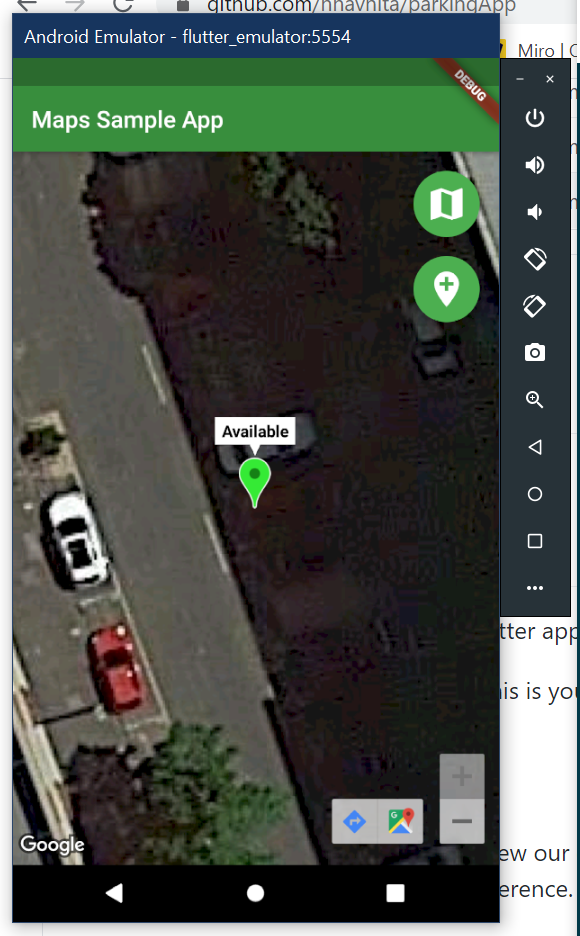 github.com/nhavnita/parkingApp
Android Emulator - flutter_emulator:5554
Miro |
DEBUG
Maps Sample App
Available
G
Google
tter app
his is you
ew our
erence.